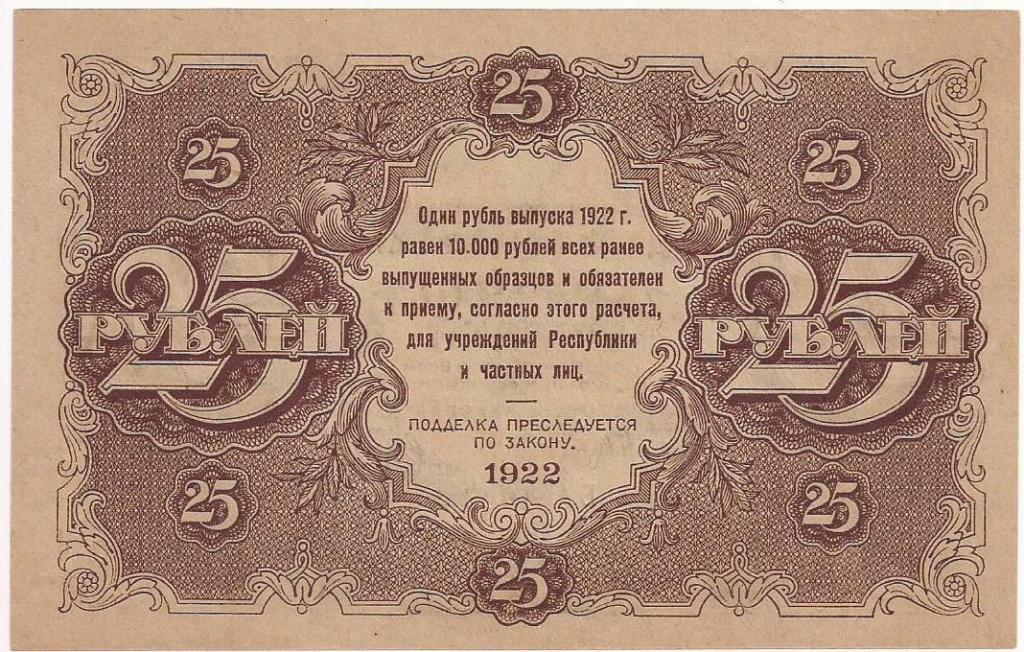 25
25
25
Один рубль выпуска 1922 г.
равен 10.000 рублей всех ранее
выпущенных образцов и обязателен
к приему, согласно этого расчета,
для учреждений Республики
и частных лиц.
25
РУБЛЕЙ
25
РУБЛЕЙ
ПОДДЕЛКА ПРЕСЛЕДУЕТСЯ
ПО ЗАКОНУ.
1922
25
25
25